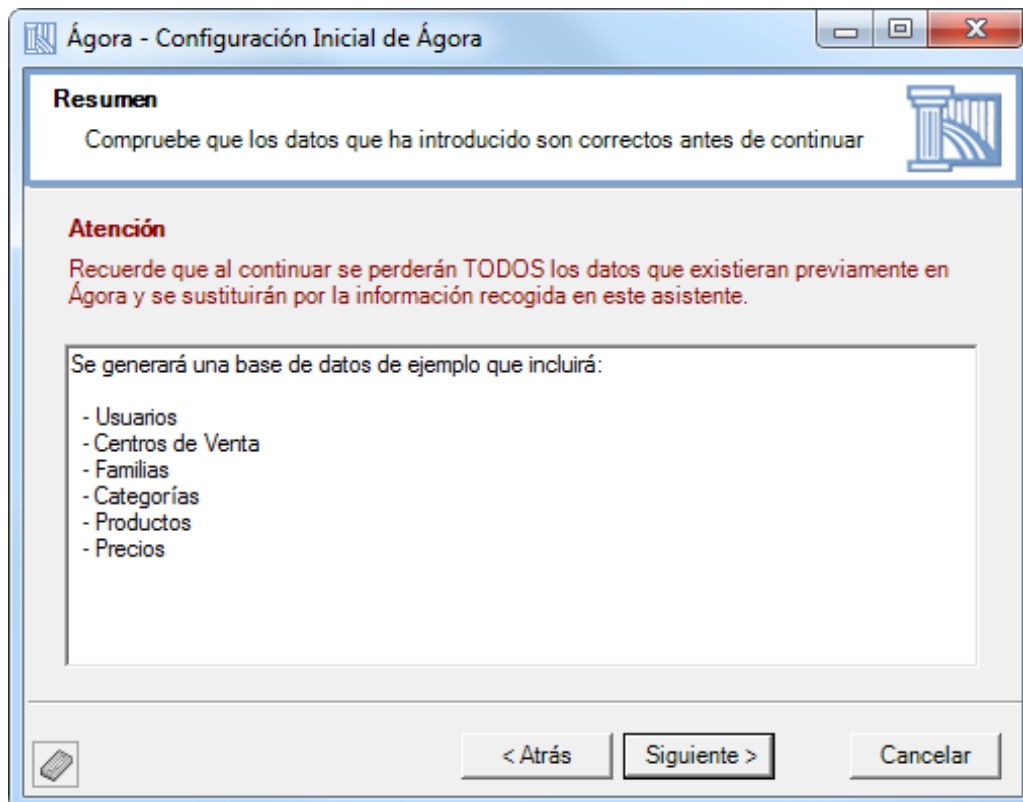 Ágora - Configuración Inicial de Ágora
Resumen
Compruebe que los datos que ha introducido son correctos antes de continuar
Atención
Recuerde que al continuar se perderán TODOS los datos que existieran previamente en
Ágora y se sustituirán por la información recogida en este asistente.
Se generará una base de datos de ejemplo que incluirá:
- Usuarios
- Centros de Venta
- Familias
- Categorías
- Productos
- Precios
< Atrás
Siguiente >
Cancelar